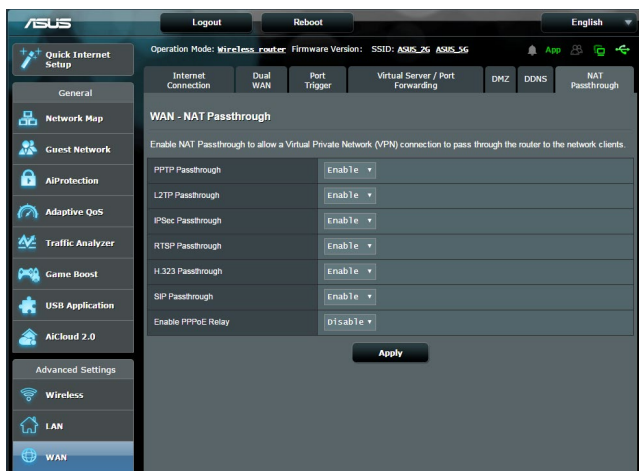 ASUS
Logout
Reboot
English
Quick Internet
Setup
Operation Mode: Wireless router Firmware Version: SSID: ASUS_2G ASUS_5G
App
Internet
Connection
Dual
WAN
Port
Trigger
Virtual Server / Port
Forwarding
DMZ
DDNS
NAT
Passthrough
General
Network Map
Guest Network
AiProtection
Adaptive QoS
Traffic Analyzer
Game Boost
USB Application
AiCloud 2.0
Advanced Settings
Wireless
LAN
WAN
WAN - NAT Passthrough
Enable NAT Passthrough to allow a Virtual Private Network (VPN) connection to pass through the router to the network clients.
PPTP Passthrough Enable
L2TP Passthrough Enable
IPSec Passthrough Enable
RTSP Passthrough Enable
H.323 Passthrough Enable
SIP Passthrough Enable
Enable PPPoE Relay Disable
Apply